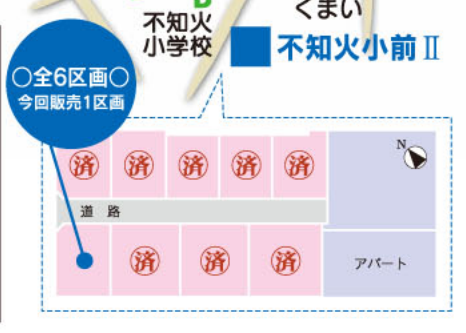 不知火
小学校
くまい
不知火小前Ⅱ
○全6区画○
今回販売1区画
N
済 済 済 済 済
道 路
済 済 済
アパート